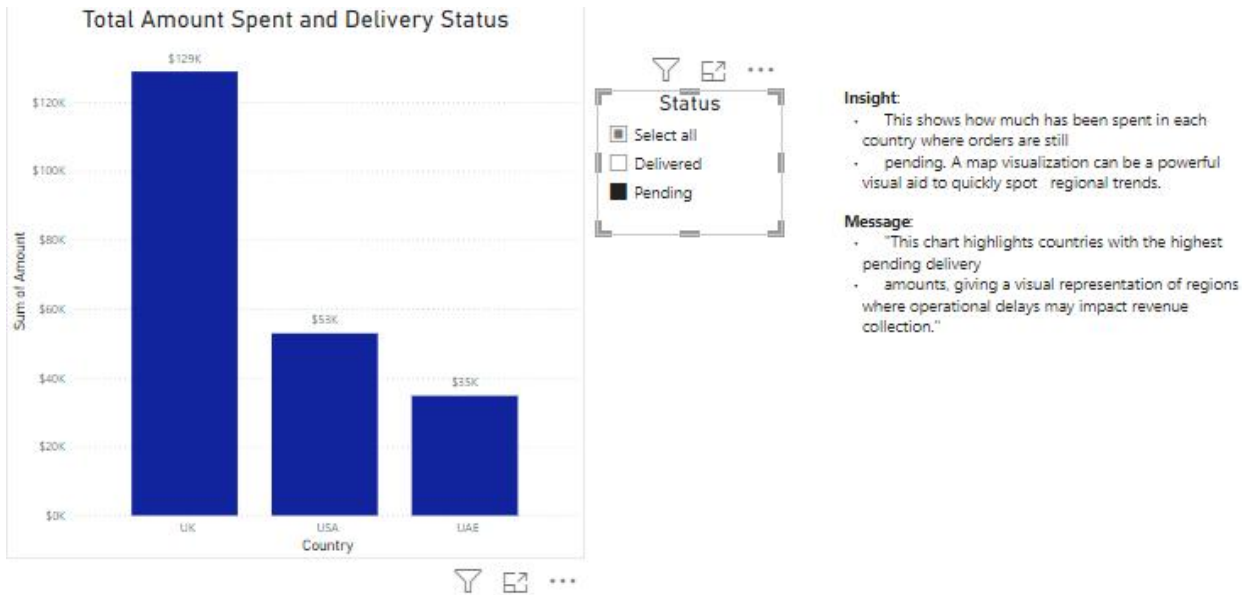 Total Amount Spent and Delivery Status
$129K
$120K
$100K
$80K
$60K
$40K
$20K
$0K
Sum of Amount
$53K
$35K
UK
USA
UAE
Country
Status
Select all
Delivered
Pending
Insight:
· This shows how much has been spent in each
country where orders are still
· pending. A map visualization can be a powerful
visual aid to quickly spot regional trends.
Message:
· "This chart highlights countries with the highest
pending delivery
· amounts, giving a visual representation of regions
where operational delays may impact revenue
collection."